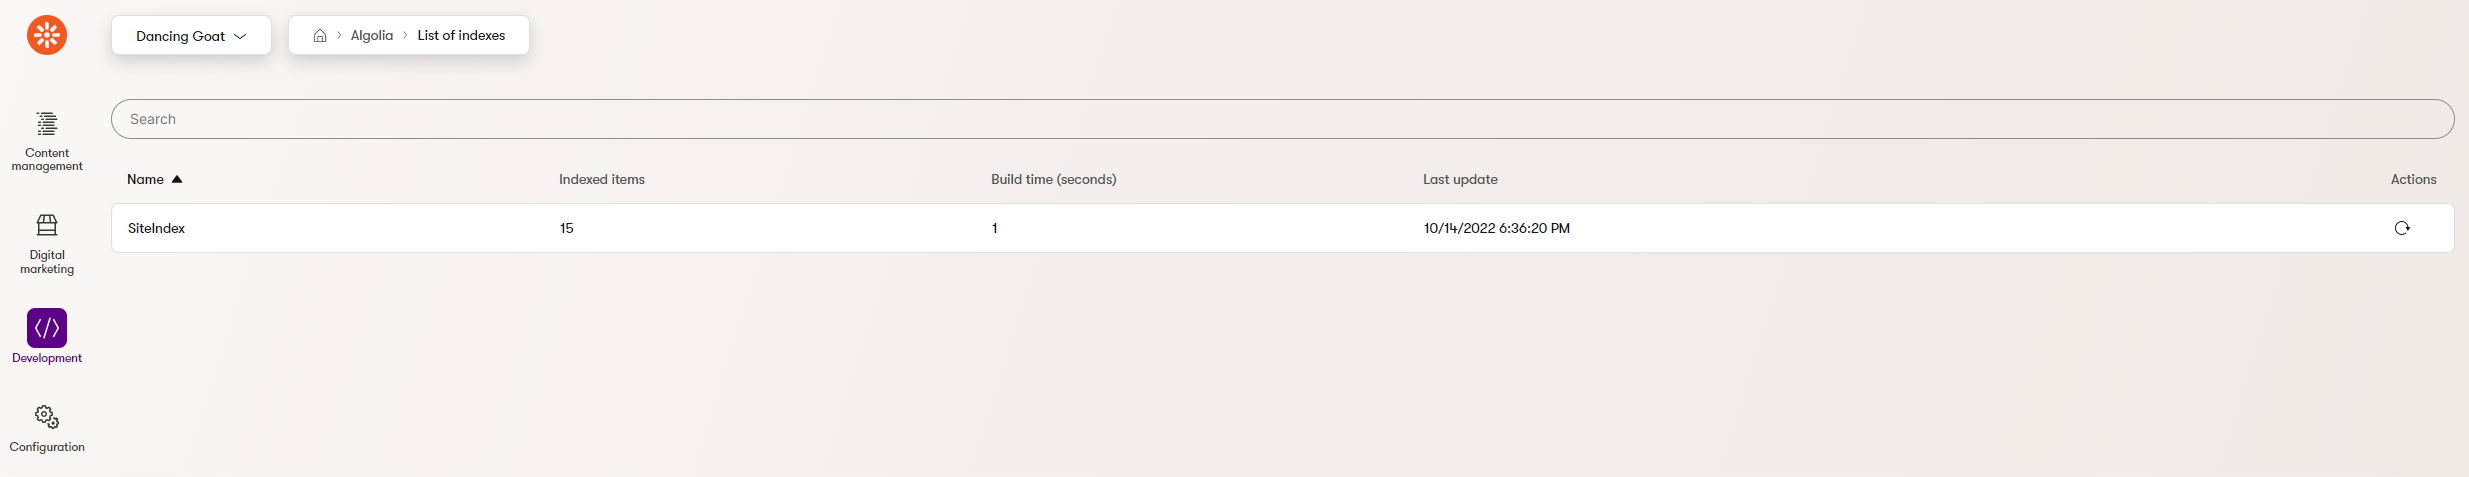 Dancing Goat
Algolia List of indexes
Search
Content
management
Digital
marketing
Development
Configuration
Name Indexed items Build time (seconds) Last update Actions
SiteIndex 15 1 10/14/2022 6:36:20 PM